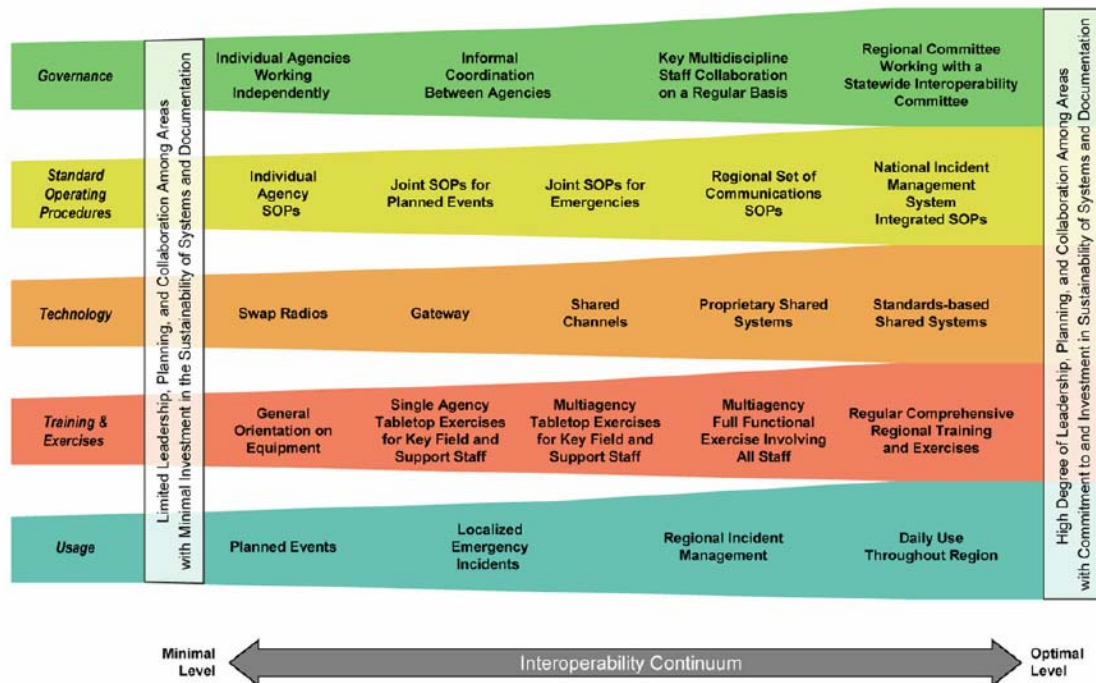 Limited Leadership, Planning, and Collaboration Among Areas
with Minimal Investment in the Sustainability of Systems and Documentation
Governance
Individual Agencies
Working
Independently
Informal
Coordination
Between Agencies
Key Multidiscipline
Staff Collaboration
on a Regular Basis
Regional Committee
Working with a
Statewide Interoperability
Committee
Standard
Operating
Procedures
Individual
Agency
SOPs
Joint SOPs for
Planned Events
Joint SOPs for
Emergencies
Regional Set of
Communications
SOPs
National Incident
Management
System
Integrated SOPs
Technology
Swap Radios
Gateway
Shared
Channels
Proprietary Shared
Systems
Standards-based
Shared Systems
Training &
Exercises
General
Orientation on
Equipment
Single Agency
Tabletop Exercises
for Key Field and
Support Staff
Multiagency
Tabletop Exercises
for Key Field and
Support Staff
Multiagency
Full Functional
Exercise Involving
All Staff
Regular Comprehensive
Regional Training
and Exercises
Usage
Planned Events
Localized
Emergency
Incidents
Regional Incident
Management
Daily Use
Throughout Region
High Degree of Leadership, Planning, and Collaboration Among Areas
with Commitment to and Investment in Sustainability of Systems and Documentation
Minimal
Level
Interoperability Continuum
Optimal
Level